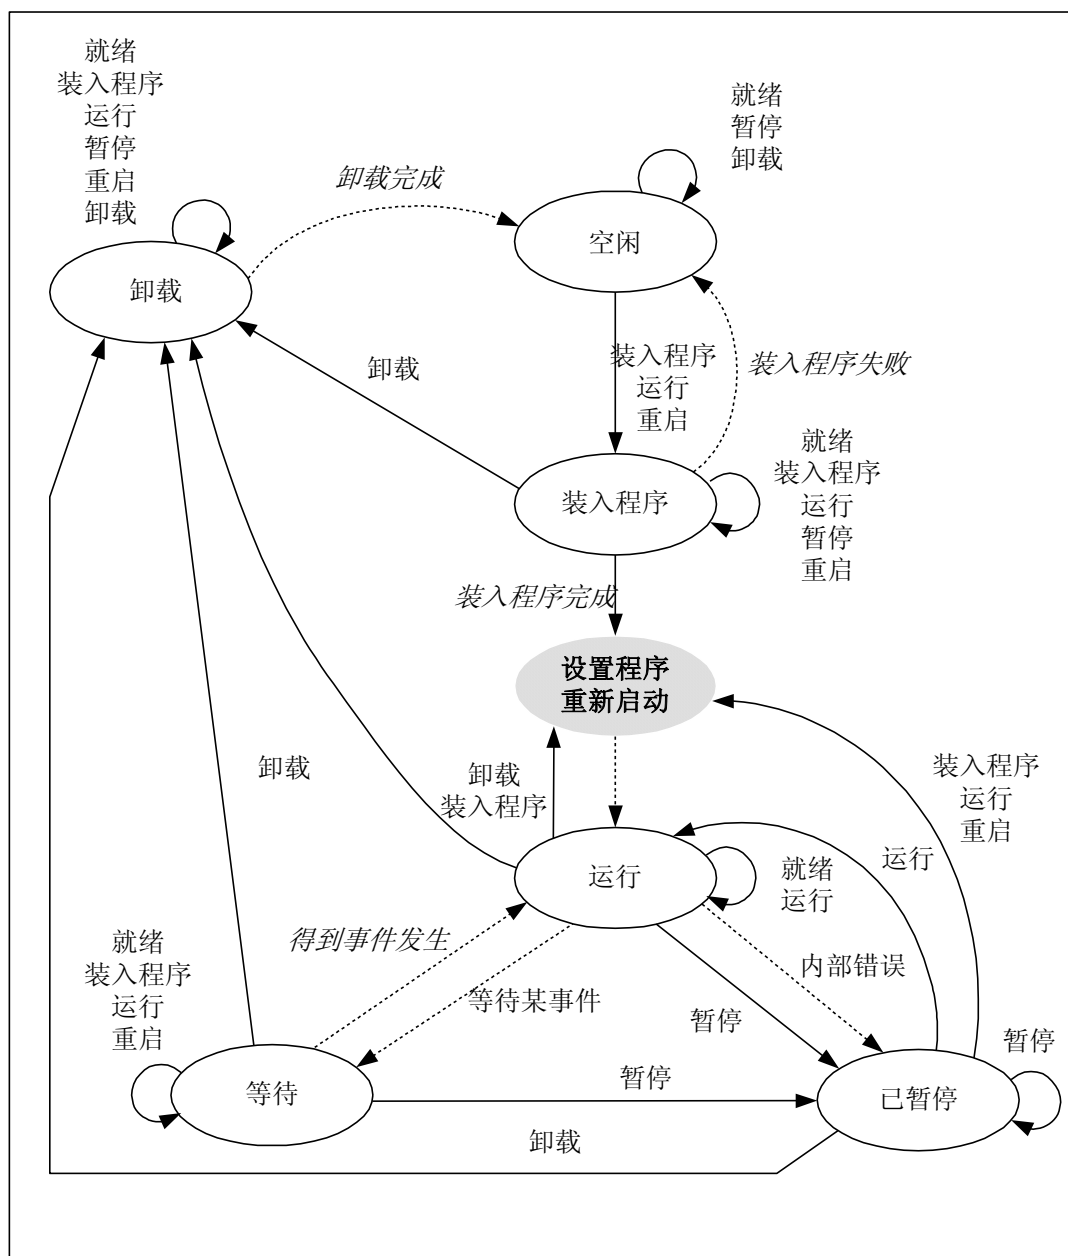 就绪
装入程序
运行
暂停
重启
卸载
就绪
暂停
卸载
卸载完成
空闲
卸载
卸载
装入程序
运行
重启
装入程序失败
装入程序
就绪
装入程序
运行
暂停
重启
装入程序完成
设置程序
重新启动
卸载
卸载
装入程序
装入程序
运行
重启
运行
运行
就绪
运行
得到事件发生
等待某事件
内部错误
暂停
就绪
装入程序
运行
重启
等待
暂停
已暂停
暂停
卸载